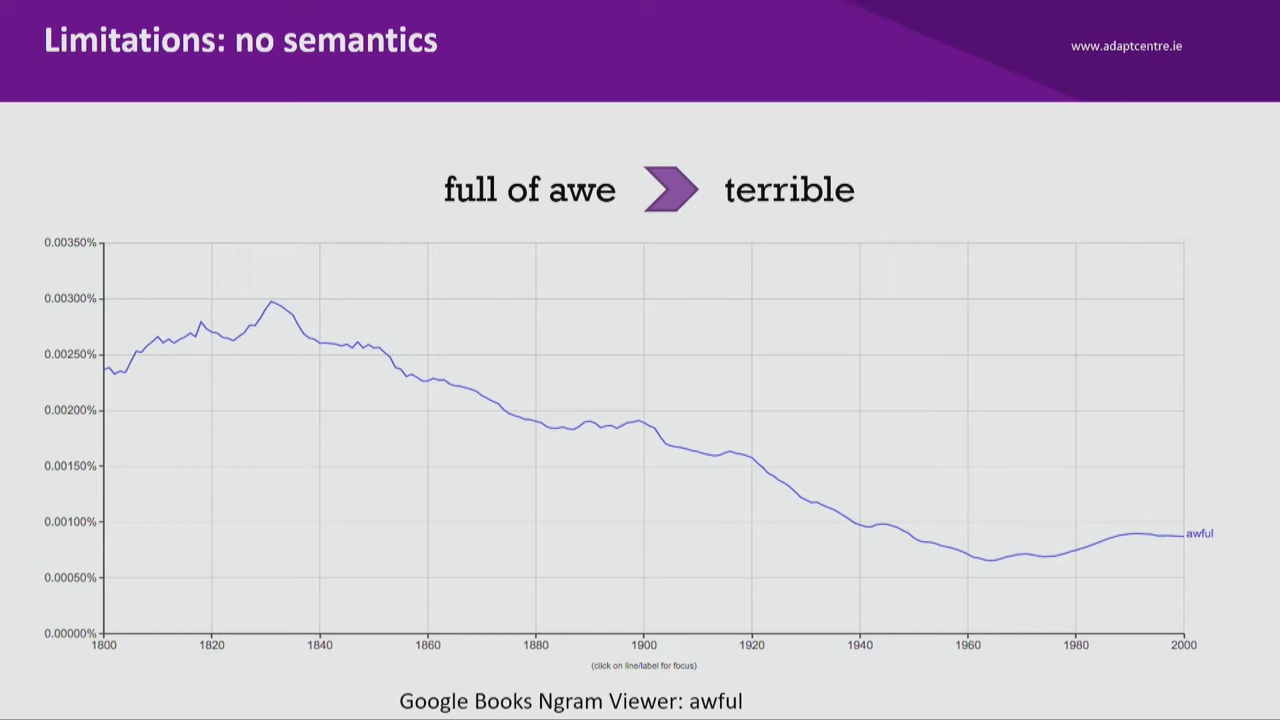 Limitations: no semantics
www.adaptcentre.ie
full of awe terrible
0.00350%
0.00300%
0.00250%
0.00200%
0.00150%
0.00100%
0.00050%
0.00000%
awful
1800 1820 1840 1860 1880 1900 1920 1940 1960 1980 2000
(click on line/label for focus)
Google Books Ngram Viewer: awful